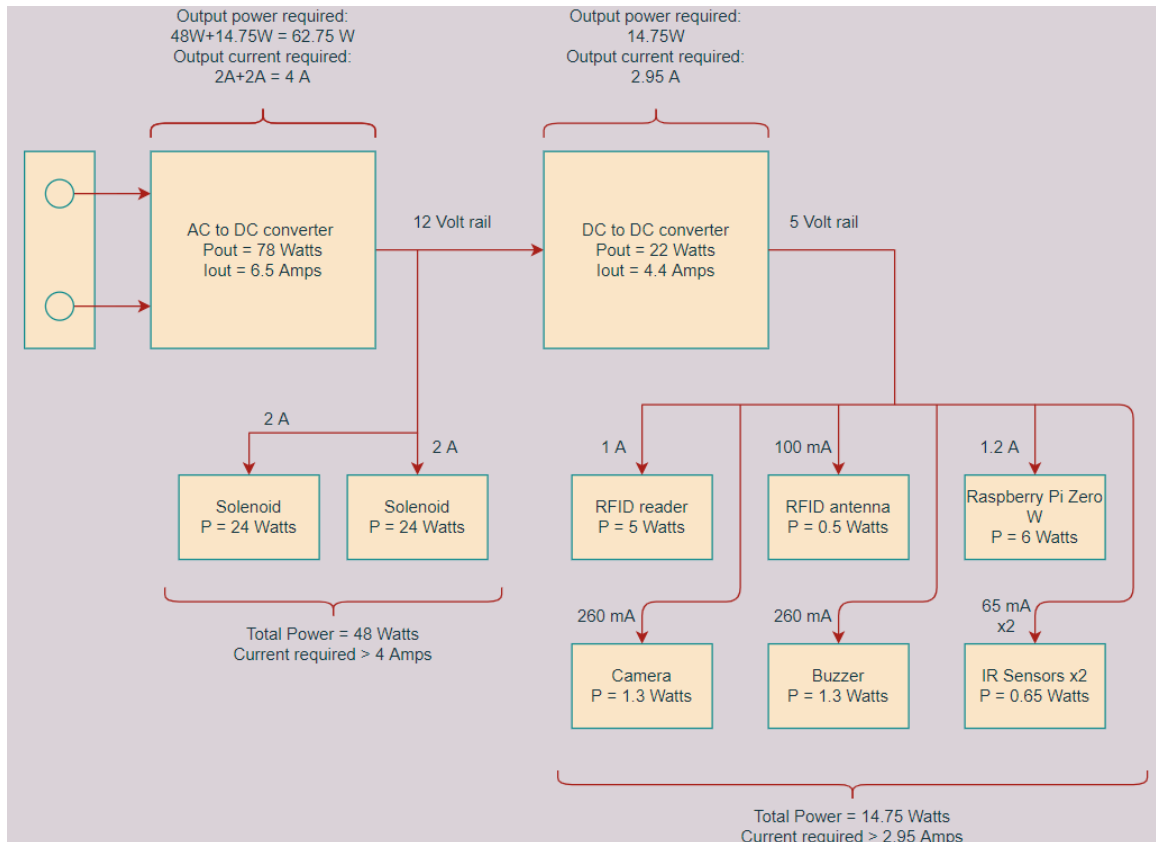 Output power required:
48W+14.75W = 62.75 W
Output current required:
2A+2A = 4 A
Output power required:
14.75W
Output current required:
2.95 A
AC to DC converter
Pout = 78 Watts
Iout = 6.5 Amps
12 Volt rail
DC to DC converter
Pout = 22 Watts
Iout = 4.4 Amps
5 Volt rail
2 A
2 A
Solenoid
P = 24 Watts
Solenoid
P = 24 Watts
Total Power = 48 Watts
Current required > 4 Amps
1 A
RFID reader
P = 5 Watts
100 mA
RFID antenna
P = 0.5 Watts
1.2 A
Raspberry Pi Zero
W
P = 6 Watts
260 mA
Camera
P = 1.3 Watts
260 mA
Buzzer
P = 1.3 Watts
65 mA
x2
IR Sensors x2
P = 0.65 Watts
Total Power = 14.75 Watts
Current required > 2.95 Amps